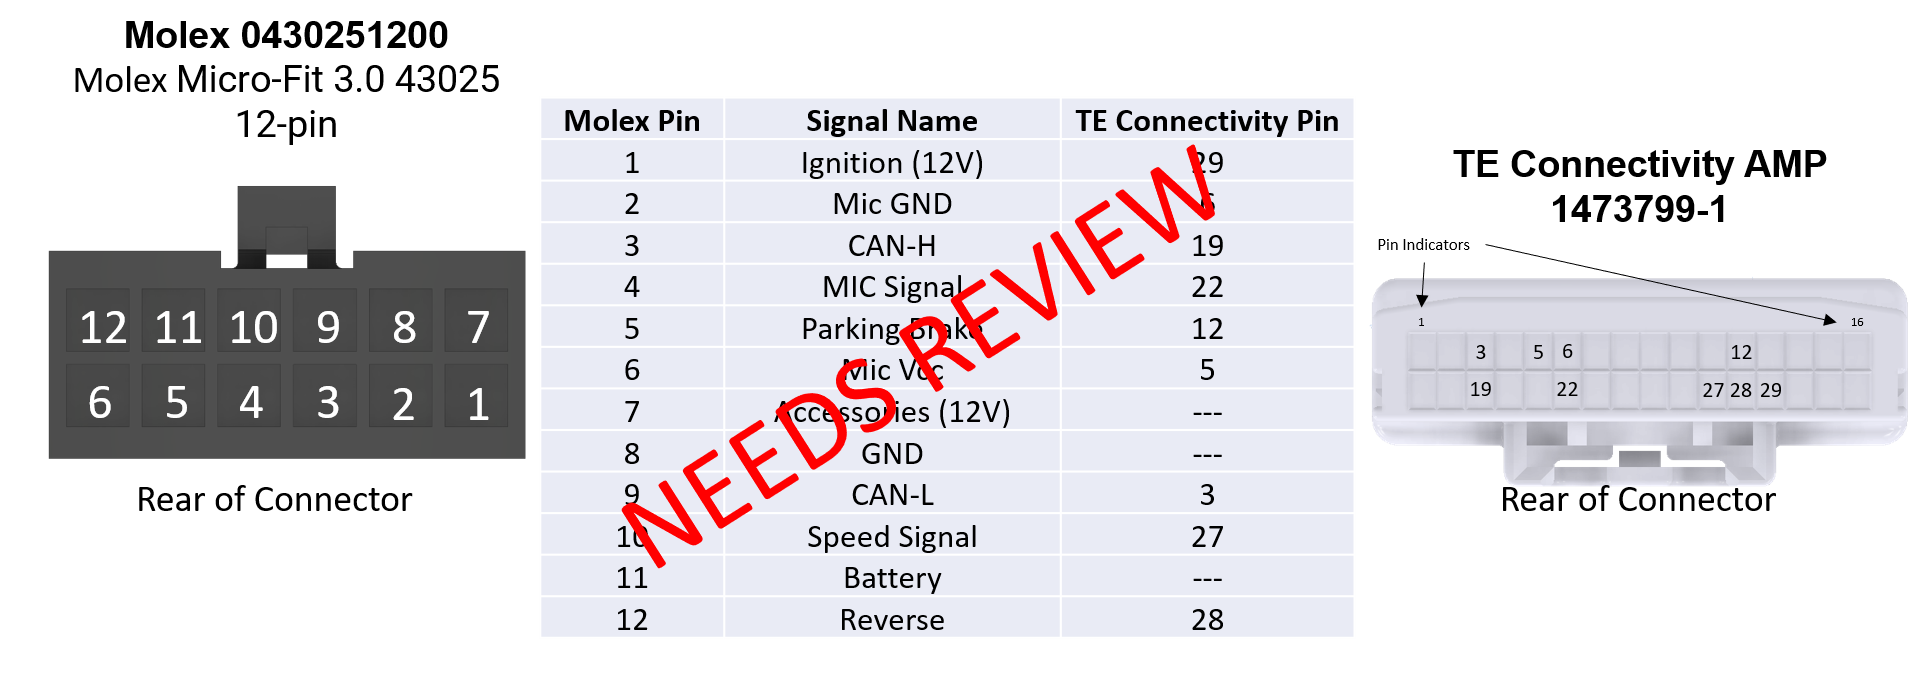 Molex 0430251200
Molex Micro-Fit 3.0 43025
12-pin
12 11 10 9 8 7
6 5 4 3 2 1
Rear of Connector
Molex Pin Signal Name TE Connectivity Pin
1 Ignition (12V) 29
2 Mic GND 6
3 CAN-H 19
4 MIC Signal 22
5 Parking Brake 12
6 Mic Vcc 5
7 Accessories (12V) ---
8 GND ---
9 CAN-L 3
10 Speed Signal 27
11 Battery ---
12 Reverse 28
NEEDS REVIEW
TE Connectivity AMP
1473799-1
Pin Indicators
1 16
3 5 6 12
19 22 27 28 29
Rear of Connector